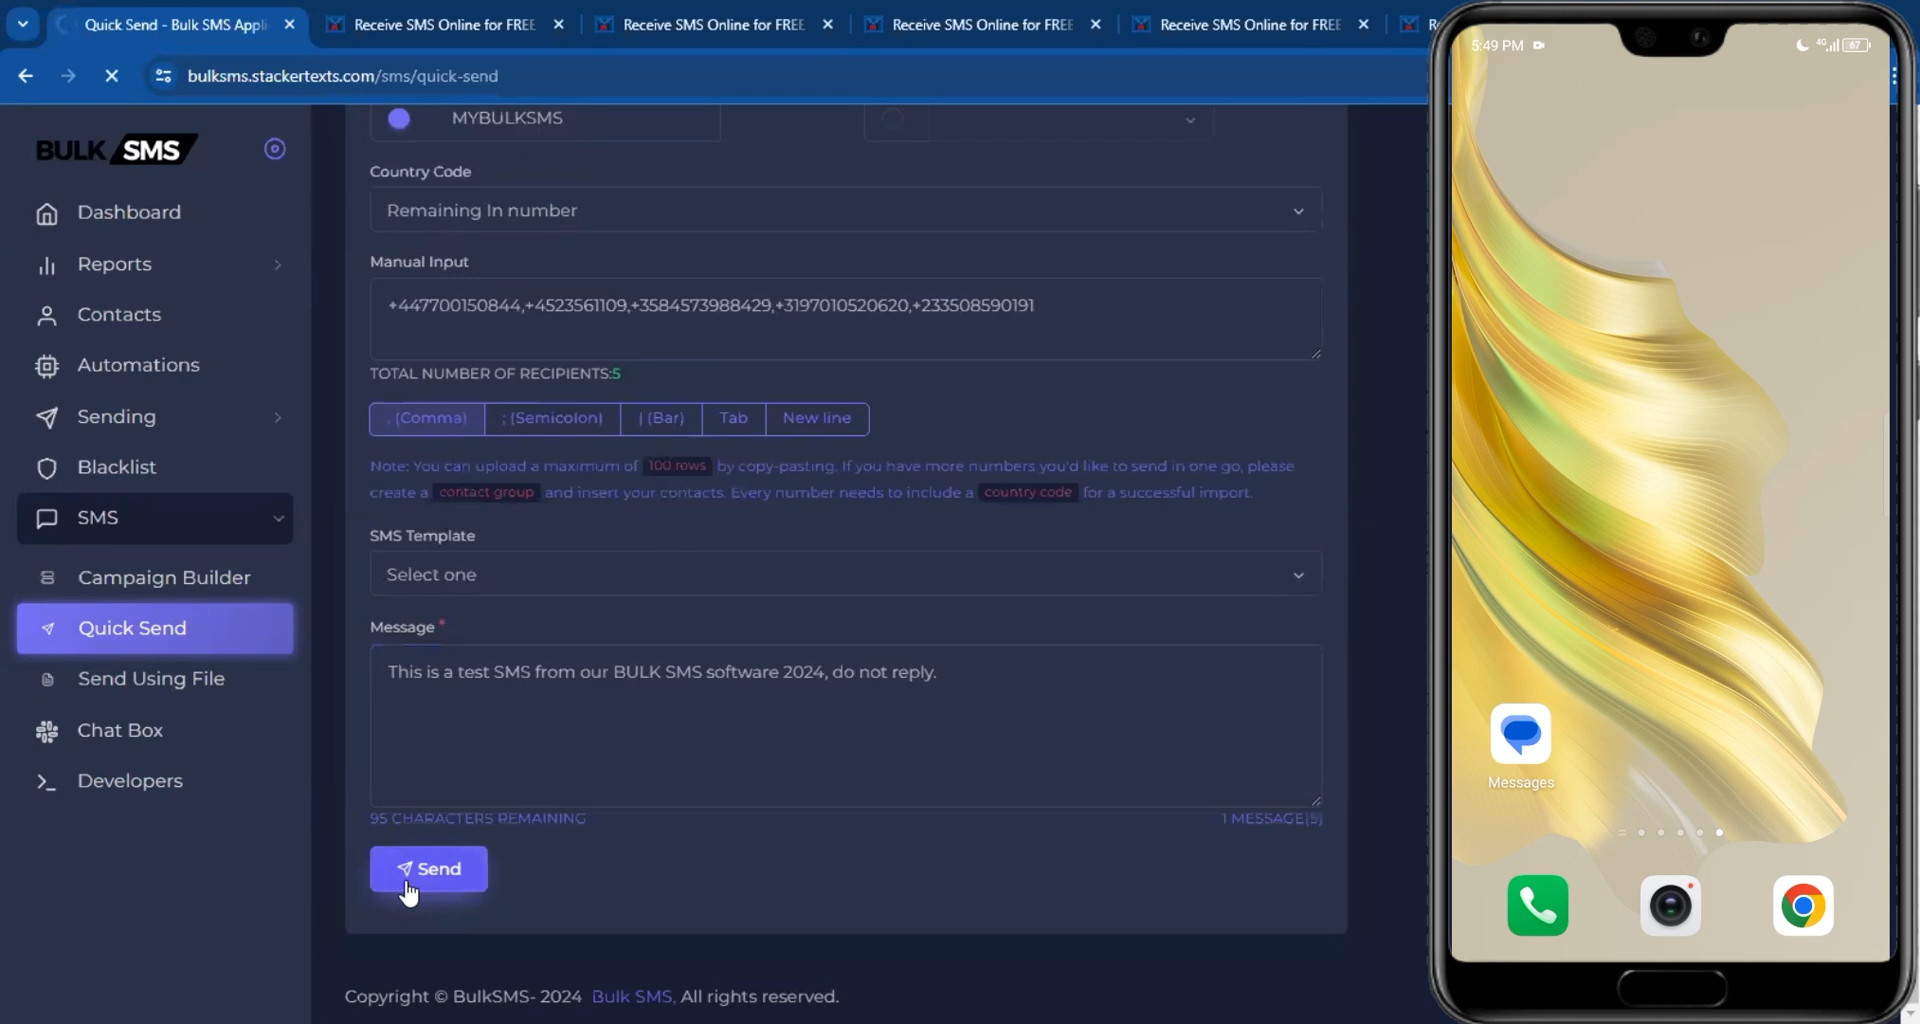 Quick Send - Bulk SMS Appli
Receive SMS Online for FREE
Receive SMS Online for FREE
Receive SMS Online for FREE
Receive SMS Online for FREE
bulksms.stackertexts.com/sms/quick-send
BULK SMS
Dashboard
Reports
Contacts
Automations
Sending
Blacklist
SMS
Campaign Builder
Quick Send
Send Using File
Chat Box
Developers
MYBULKSMS
Country Code
Remaining In number
Manual Input
+447700150844,+4523561109,+3584573988429,+3197010520620,+233508590191
TOTAL NUMBER OF RECIPIENTS:5
, (Comma) ; (Semicolon) | (Bar) Tab New line
Note: You can upload a maximum of 100 rows by copy-pasting. If you have more numbers you'd like to send in one go, please
create a contact group and insert your contacts. Every number needs to include a country code for a successful import.
SMS Template
Select one
Message *
This is a test SMS from our BULK SMS software 2024, do not reply.
95 CHARACTERS REMAINING 1 MESSAGE(S)
Send
Copyright © BulkSMS- 2024 Bulk SMS, All rights reserved.
5:49 PM
4G 67
Messages